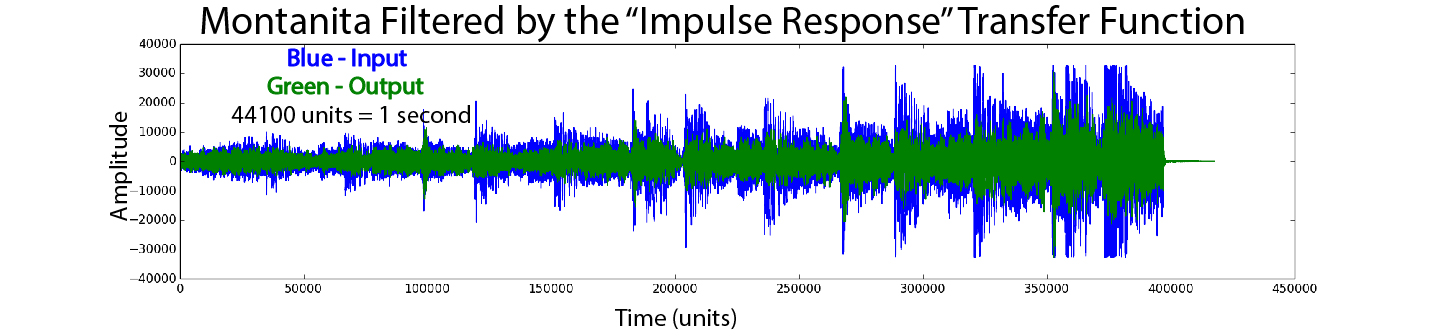 Montanita Filtered by the “Impulse Response” Transfer Function
Blue - Input
Green - Output
44100 units = 1 second
Amplitude
40000
30000
20000
10000
0
−10000
−20000
−30000
−40000
0 50000 100000 150000 200000 250000 300000 350000 400000 450000
Time (units)